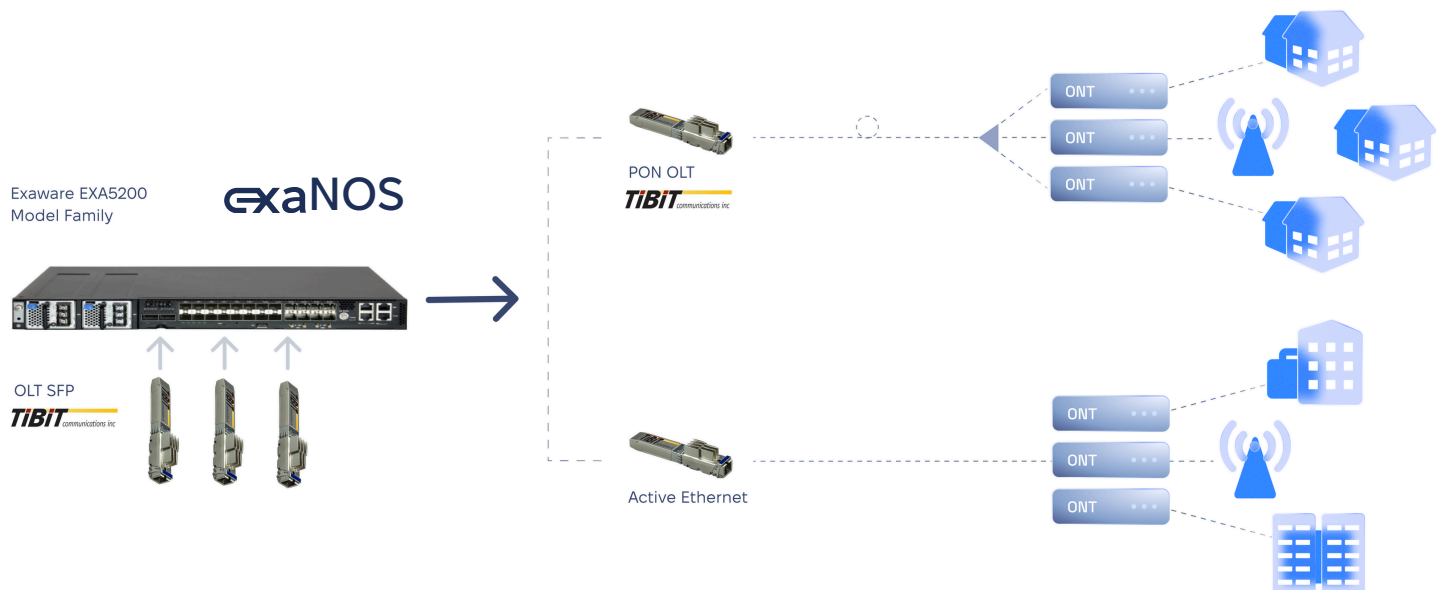 Exaware EXA5200
Model Family
exaNOS
OLT SFP
TiBiT
communications inc
PON OLT
TiBiT
communications inc
Active Ethernet
ONT
ONT
ONT
ONT
ONT
ONT